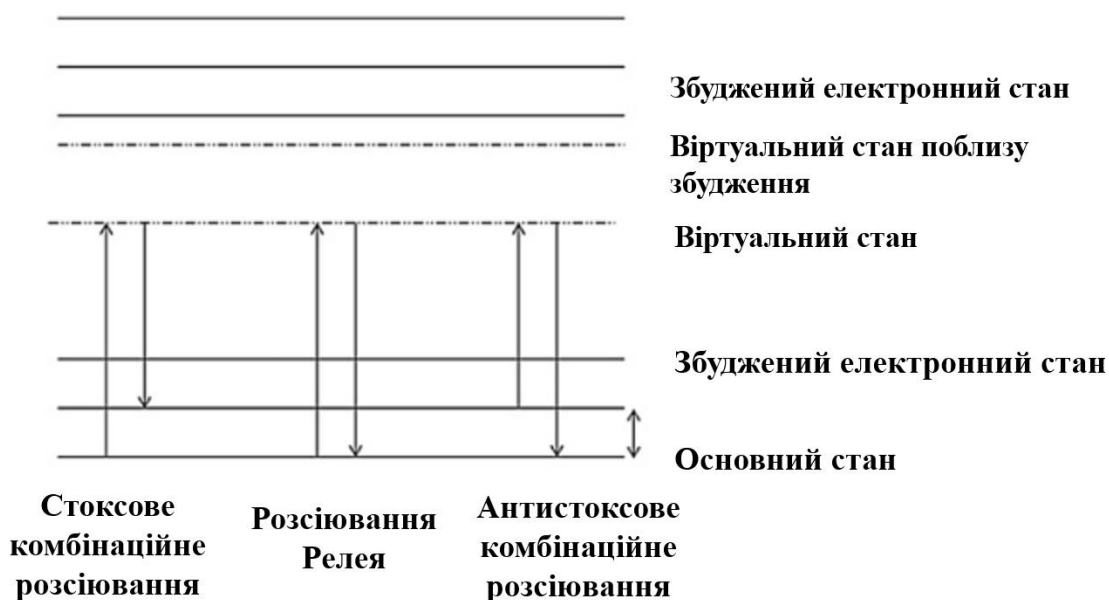 Збуджений електронний стан
Віртуальний стан поблизу
збудження
Віртуальний стан
Збуджений електронний стан
Основний стан
Стоксове
комбінаційне
розсіювання
Розсіювання
Релея
Антистоксове
комбінаційне
розсіювання